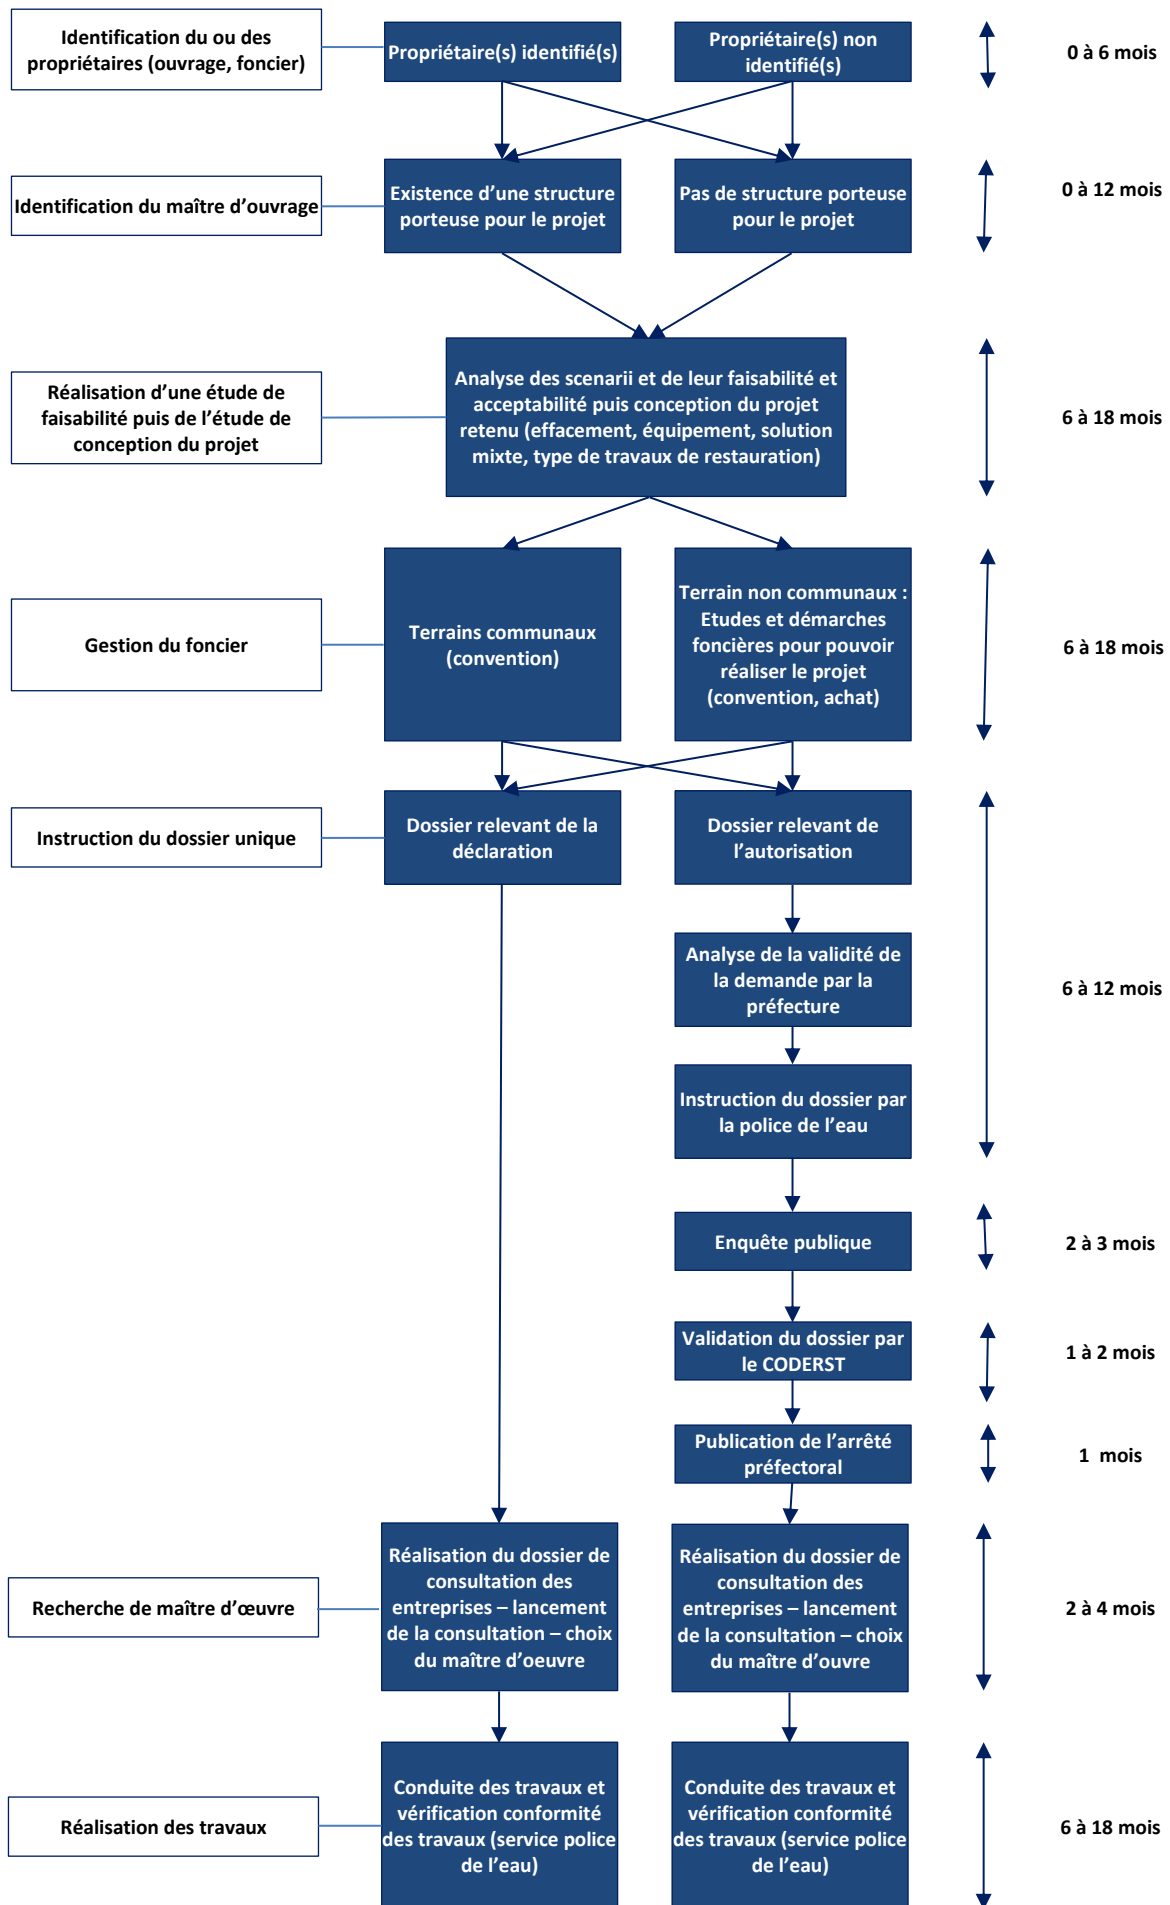 Identification du ou des
propriétaires (ouvrage, foncier)
Propriétaire(s) identifié(s)
Propriétaire(s) non
identifié(s)
0 à 6 mois
Identification du maître d’ouvrage
Existence d’une structure
porteuse pour le projet
Pas de structure porteuse
pour le projet
0 à 12 mois
Réalisation d’une étude de
faisabilité puis de l’étude de
conception du projet
Analyse des scenarii et de leur faisabilité et
acceptabilité puis conception du projet
retenu (effacement, équipement, solution
mixte, type de travaux de restauration)
6 à 18 mois
Gestion du foncier
Terrains communaux
(convention)
Terrain non communaux :
Etudes et démarches
foncières pour pouvoir
réaliser le projet
(convention, achat)
6 à 18 mois
Instruction du dossier unique
Dossier relevant de la
déclaration
Dossier relevant de
l’autorisation
Analyse de la validité de
la demande par la
préfecture
6 à 12 mois
Instruction du dossier par
la police de l’eau
Enquête publique
2 à 3 mois
Validation du dossier par
le CODERST
1 à 2 mois
Publication de l’arrêté
préfectoral
1 mois
Recherche de maître d’œuvre
Réalisation du dossier de
consultation des
entreprises – lancement
de la consultation – choix
du maître d’oeuvre
Réalisation du dossier de
consultation des
entreprises – lancement
de la consultation – choix
du maître d’ouvre
2 à 4 mois
Réalisation des travaux
Conduite des travaux et
vérification conformité
des travaux (service police
de l’eau)
Conduite des travaux et
vérification conformité
des travaux (service police
de l’eau)
6 à 18 mois